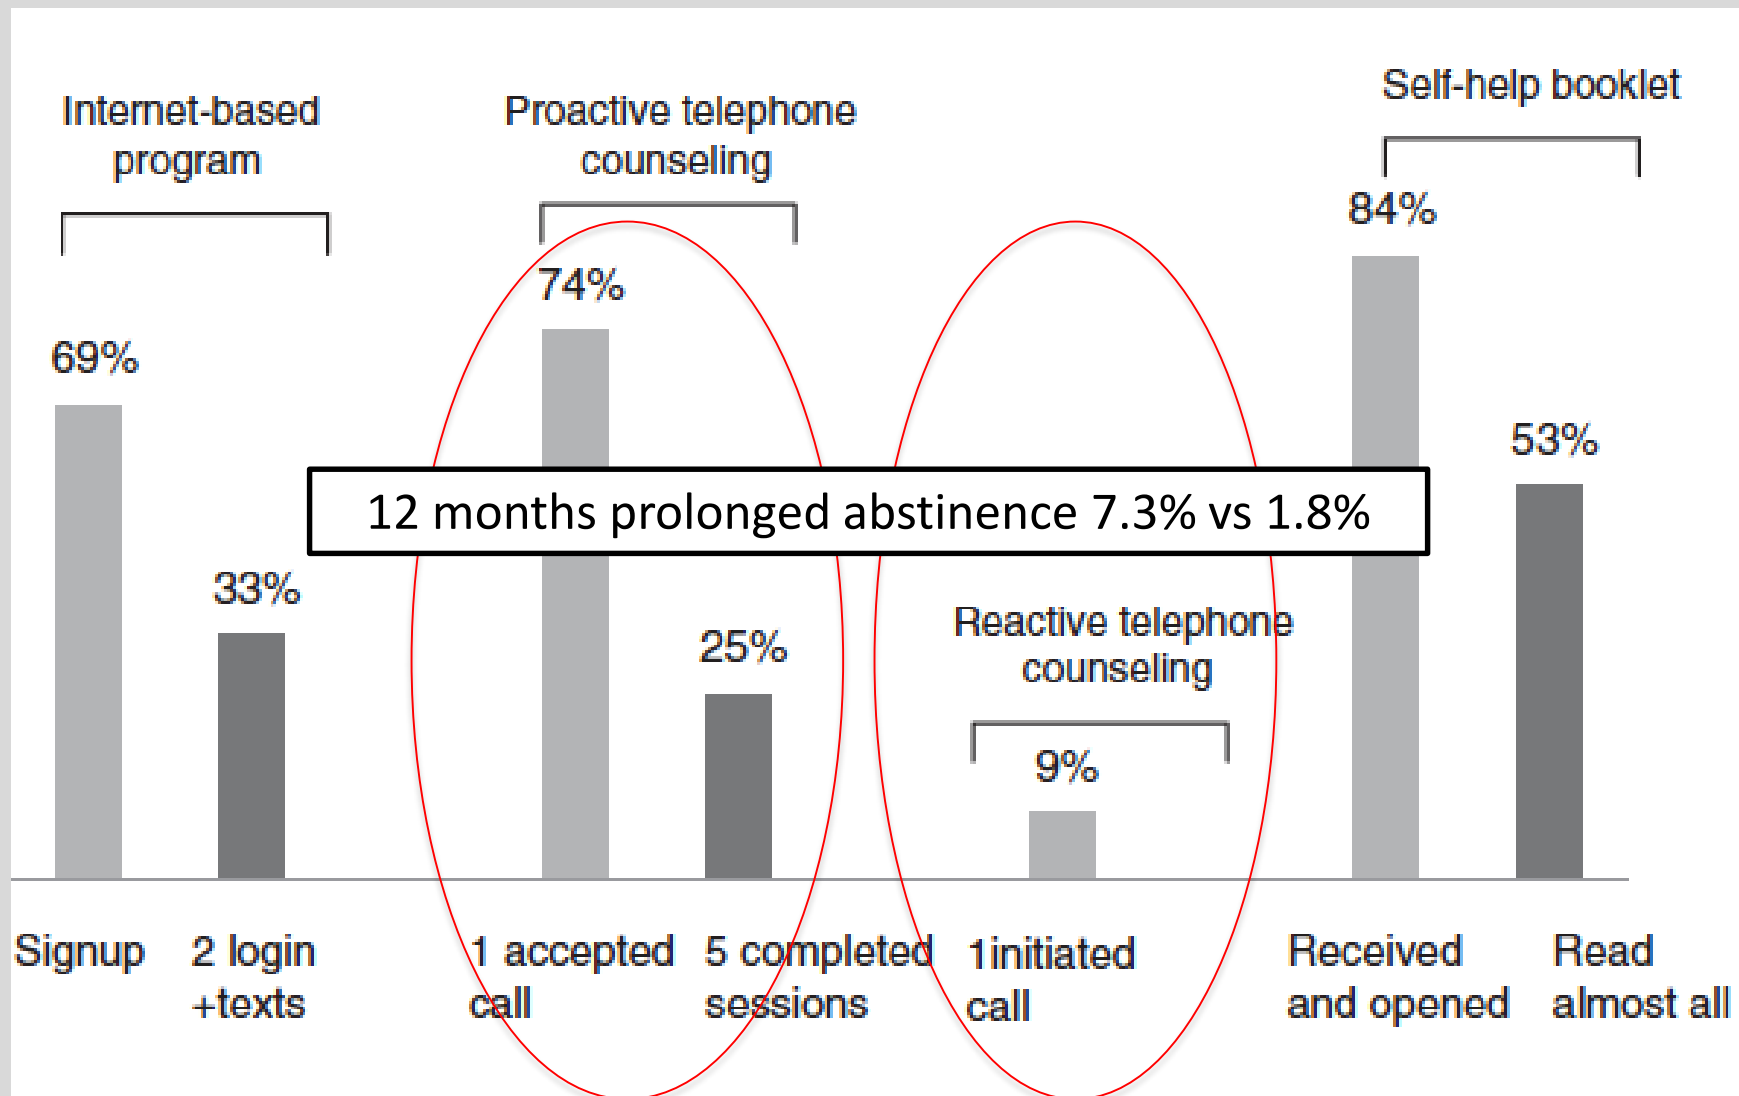 Internet-based
program
69%
33%
Proactive telephone
counseling
74%
25%
12 months prolonged abstinence 7.3% vs 1.8%
Reactive telephone
counseling
9%
Self-help booklet
84%
53%
Signup
2 login
+texts
1 accepted
call
5 completed
sessions
1initiated
call
Received
and opened
Read
almost all